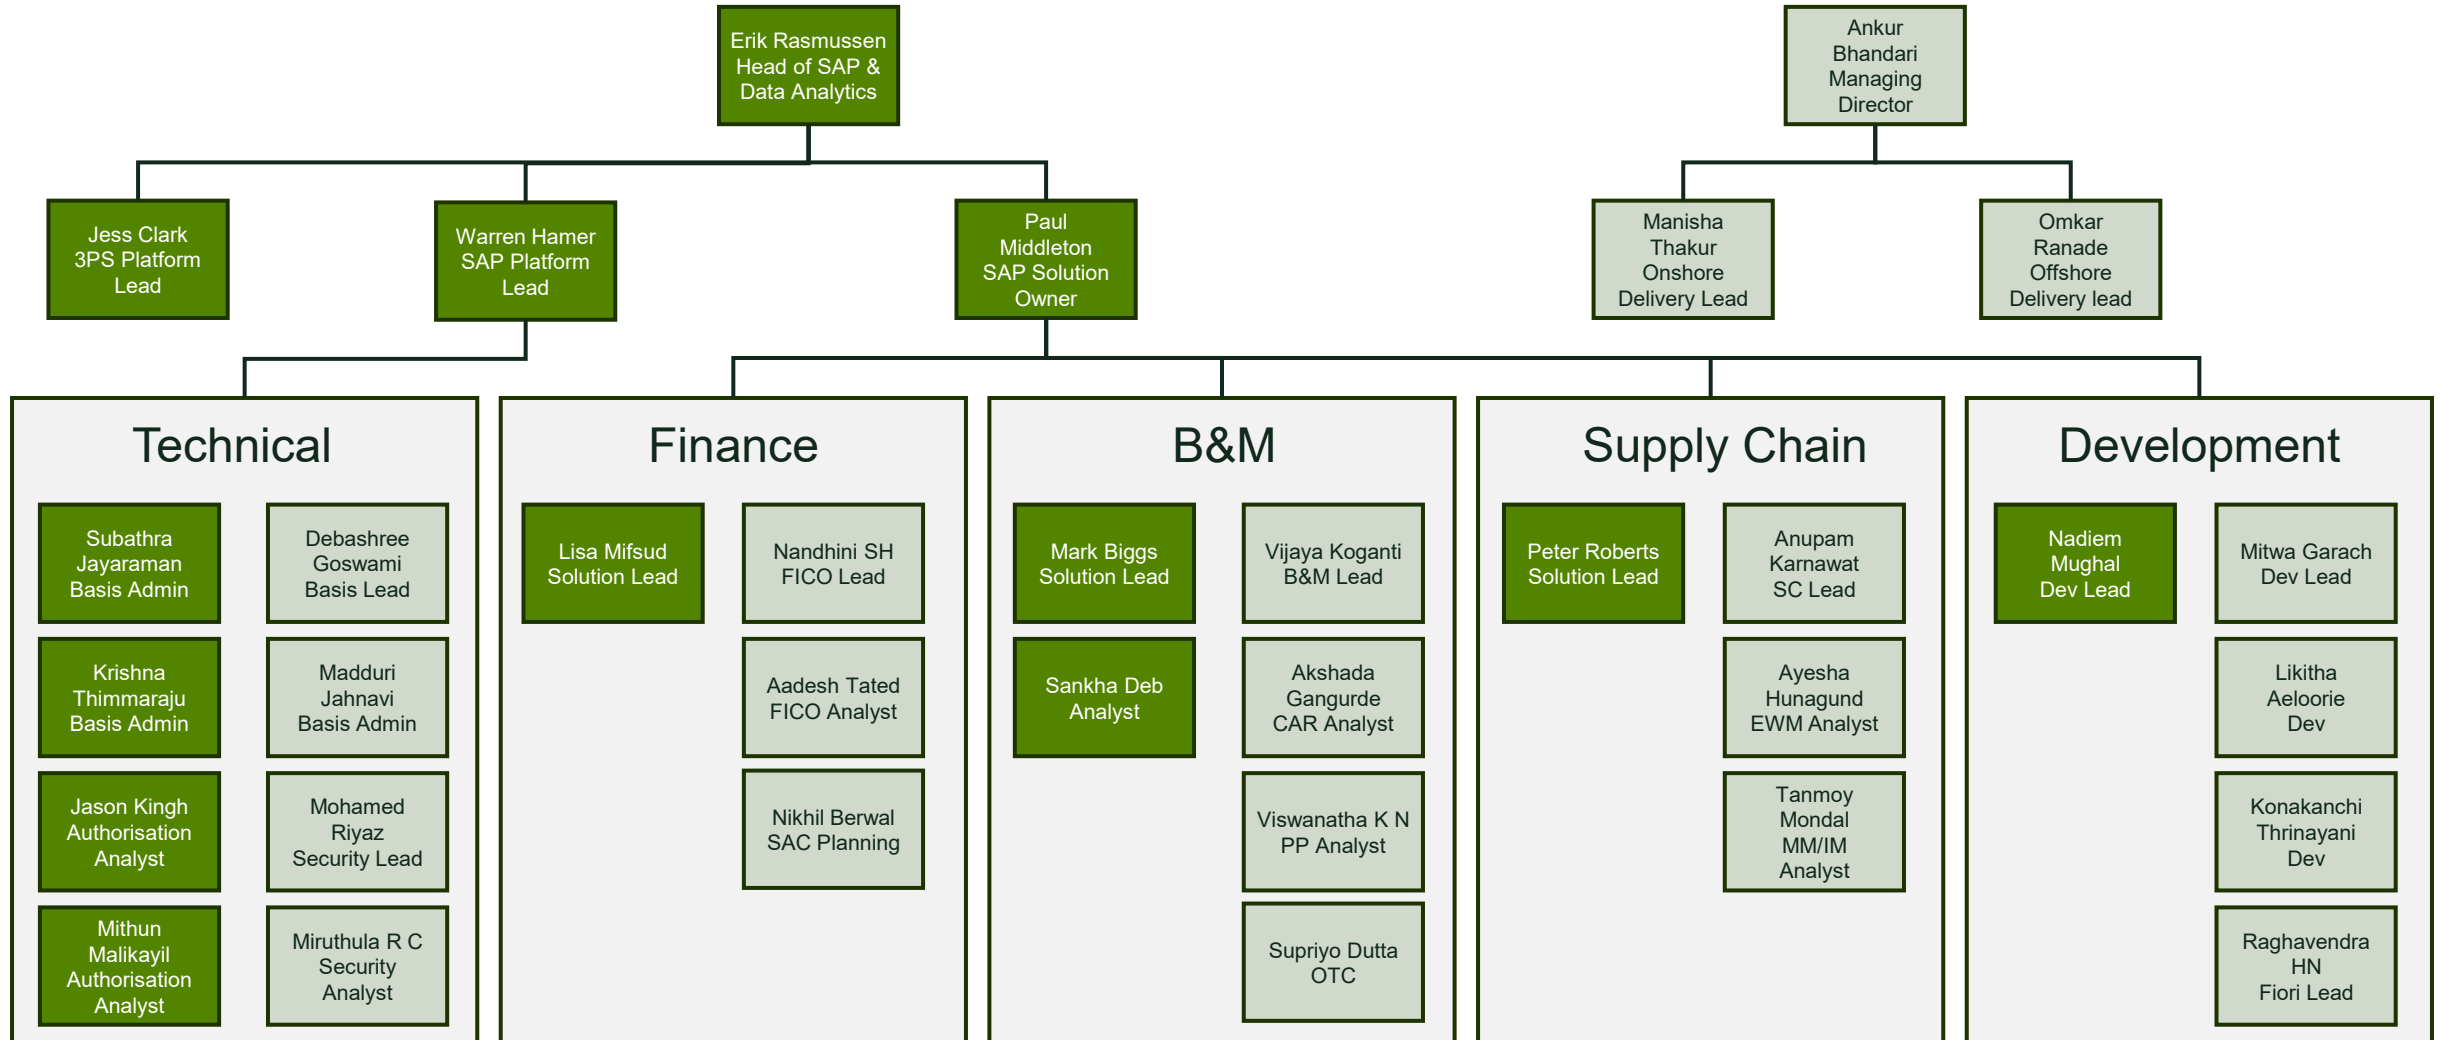 Erik Rasmussen
Head of SAP &
Data Analytics
Ankur
Bhandari
Managing
Director
Jess Clark
3PS Platform
Lead
Warren Hamer
SAP Platform
Lead
Paul
Middleton
SAP Solution
Owner
Manisha
Thakur
Onshore
Delivery Lead
Omkar
Ranade
Offshore
Delivery lead
Technical
Subathra
Jayaraman
Basis Admin
Debashree
Goswami
Basis Lead
Krishna
Thimmaraju
Basis Admin
Madduri
Jahnavi
Basis Admin
Jason Kingh
Authorisation
Analyst
Mohamed
Riyaz
Security Lead
Mithun
Malikayil
Authorisation
Analyst
Miruthula R C
Security
Analyst
Finance
Lisa Mifsud
Solution Lead
Nandhini SH
FICO Lead
Aadesh Tated
FICO Analyst
Nikhil Berwal
SAC Planning
B&M
Mark Biggs
Solution Lead
Vijaya Koganti
B&M Lead
Sankha Deb
Analyst
Akshada
Gangurde
CAR Analyst
Viswanatha K N
PP Analyst
Supriyo Dutta
OTC
Supply Chain
Peter Roberts
Solution Lead
Anupam
Karnawat
SC Lead
Ayesha
Hunagund
EWM Analyst
Tanmoy
Mondal
MM/IM
Analyst
Development
Nadiem
Mughal
Dev Lead
Mitwa Garach
Dev Lead
Likitha
Aeloorie
Dev
Konakanchi
Thrinayani
Dev
Raghavendra
HN
Fiori Lead